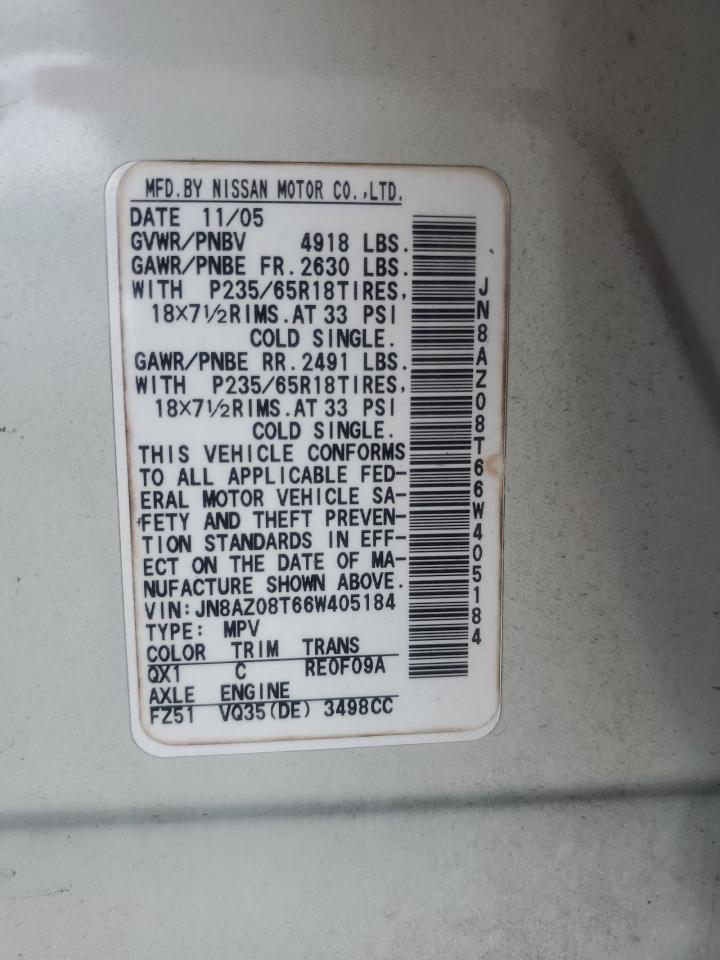 MFD.BY NISSAN MOTOR CO.,LTD.
DATE 11/05
GVWR/PNBV 4918 LBS.
GAWR/PNBE FR.2630 LBS.
WITH P235/65R18TIRES,
18×7½RIMS.AT 33 PSI
COLD SINGLE.
GAWR/PNBE RR.2491 LBS.
WITH P235/65R18TIRES,
18×7½RIMS.AT 33 PSI
COLD SINGLE.
THIS VEHICLE CONFORMS
TO ALL APPLICABLE FED-
ERAL MOTOR VEHICLE SA-
FETY AND THEFT PREVEN-
TION STANDARDS IN EFF-
ECT ON THE DATE OF MA-
NUFACTURE SHOWN ABOVE.
VIN:JN8AZ08T66W405184
TYPE: MPV
COLOR TRIM TRANS
QX1 C RE0F09A
AXLE ENGINE
FZ51 VQ35(DE) 3498CC
JN8AZ08T66W405184